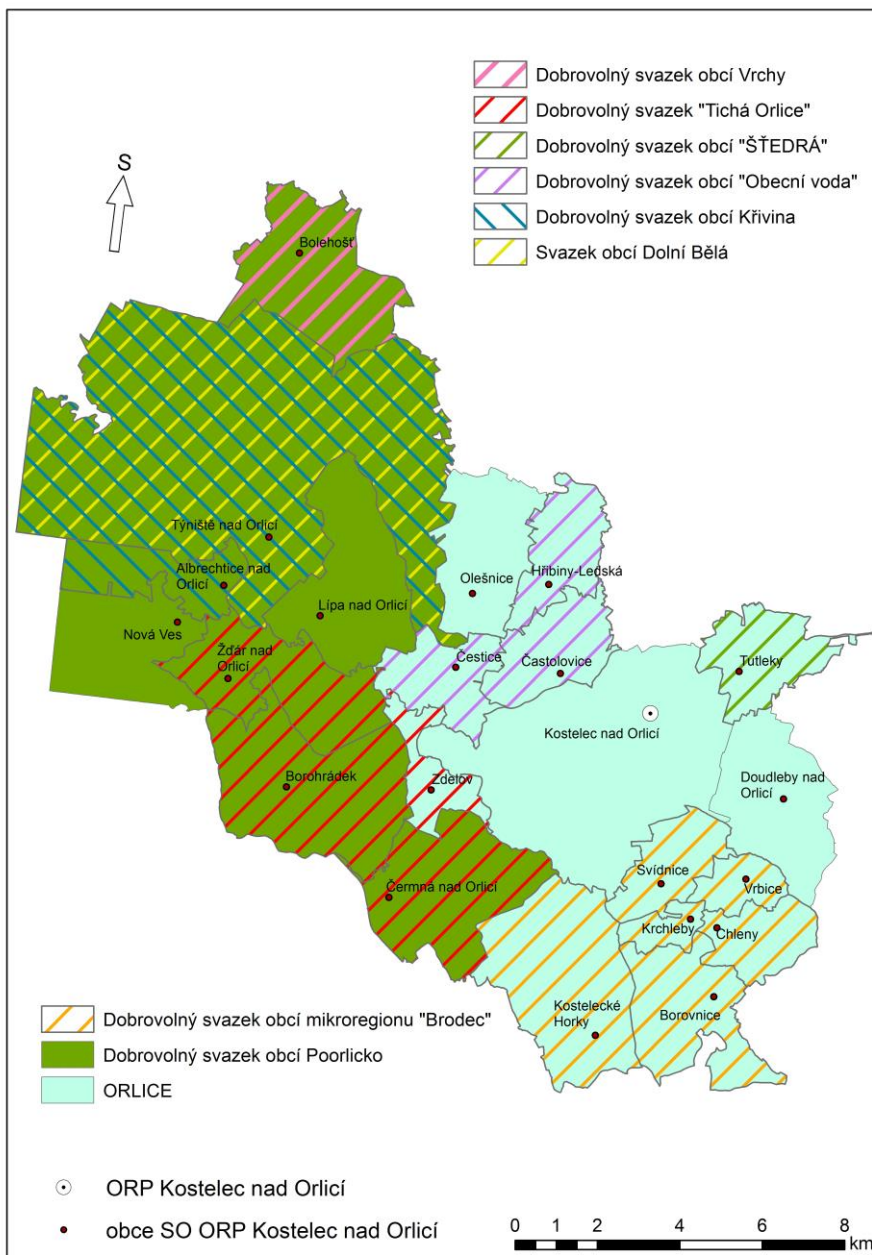 Dobrovolný svazek obcí Vrchy
Dobrovolný svazek "Tichá Orlice"
Dobrovolný svazek obcí "ŠŤEDRÁ"
Dobrovolný svazek obcí "Obecní voda"
Dobrovolný svazek obcí Křivina
Svazek obcí Dolní Bělá
S
Bolehošť
Týniště nad Orlicí
Albrechtice nad
Orlicí
Nová Ves
Lípa nad Orlicí
Olešnice
Hřibiny-Ledská
Žďár nad
Orlicí
Čestice
Častolovice
Tutleky
Kostelec nad Orlicí
Borohrádek
Zdelov
Doudleby nad
Orlicí
Čermná nad Orlicí
Svídnice
Vrbice
Krchleby
Chleny
Kostelecké
Horky
Borovnice
Dobrovolný svazek obcí mikroregionu "Brodec"
Dobrovolný svazek obcí Poorlicko
ORLICE
ORP Kostelec nad Orlicí
obce SO ORP Kostelec nad Orlicí
0 1 2 4 6 8
km